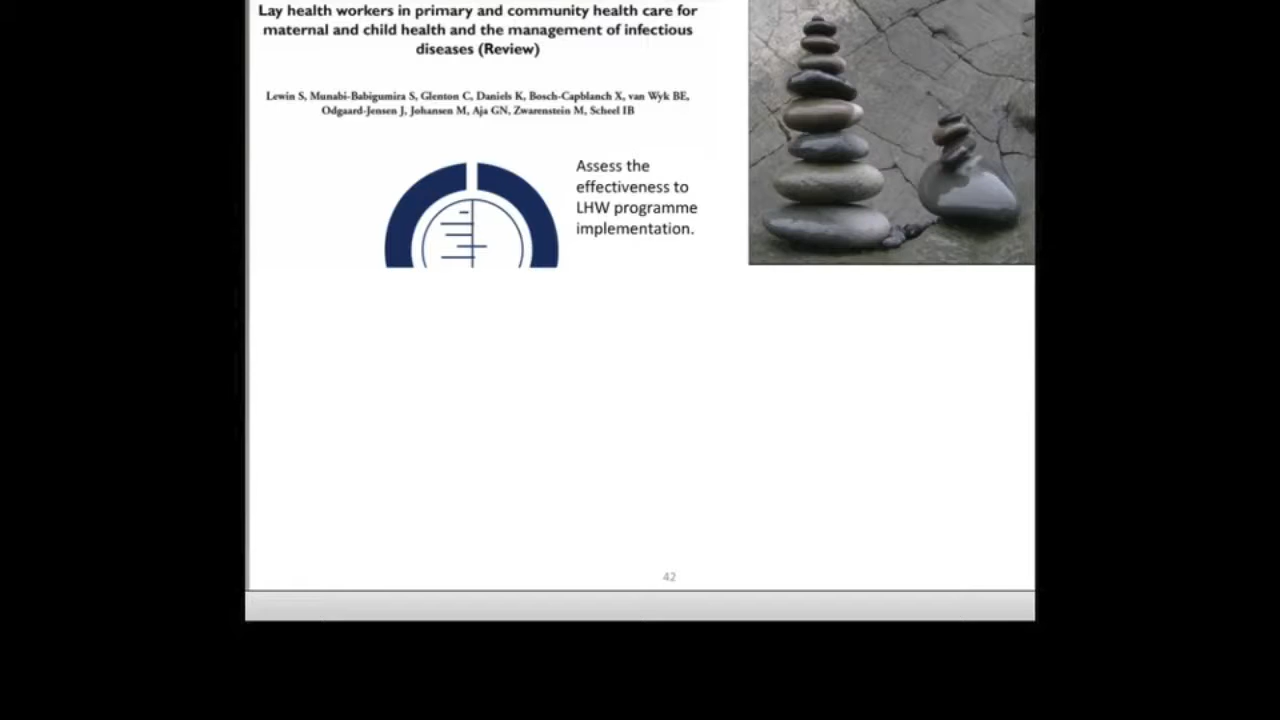 Lay health workers in primary and community health care for
maternal and child health and the management of infectious
diseases (Review)
Lewin S, Munabi-Babigumira S, Glenton C, Daniels K, Bosch-Capblanch X, van Wyk BE,
Odgaard-Jensen J, Johansen M, Aja GN, Zwarenstein M, Scheel IB
Assess the
effectiveness to
LHW programme
implementation.
42